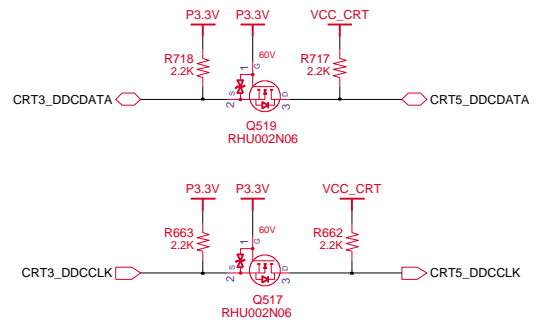 P3.3V P3.3V VCC_CRT
R718 2.2K
60V
R717 2.2K
1 G
CRT3_DDCDATA 2 S 3 D CRT5_DDCDATA
Q519
RHU002N06
P3.3V P3.3V VCC_CRT
R663 2.2K
60V
R662 2.2K
1 G
CRT3_DDCCLK 2 S 3 D CRT5_DDCCLK
Q517
RHU002N06